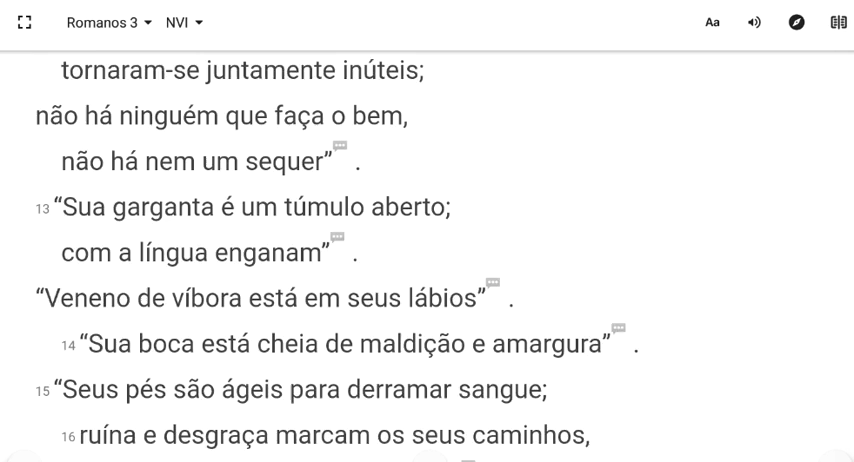 Romanos 3 NVI Aa
tornaram-se juntamente inúteis;
não há ninguém que faça o bem,
não há nem um sequer” .
13 “Sua garganta é um túmulo aberto;
com a língua enganam” .
“Veneno de víbora está em seus lábios” .
14 “Sua boca está cheia de maldição e amargura” .
15 “Seus pés são ágeis para derramar sangue;
16 ruína e desgraça marcam os seus caminhos,